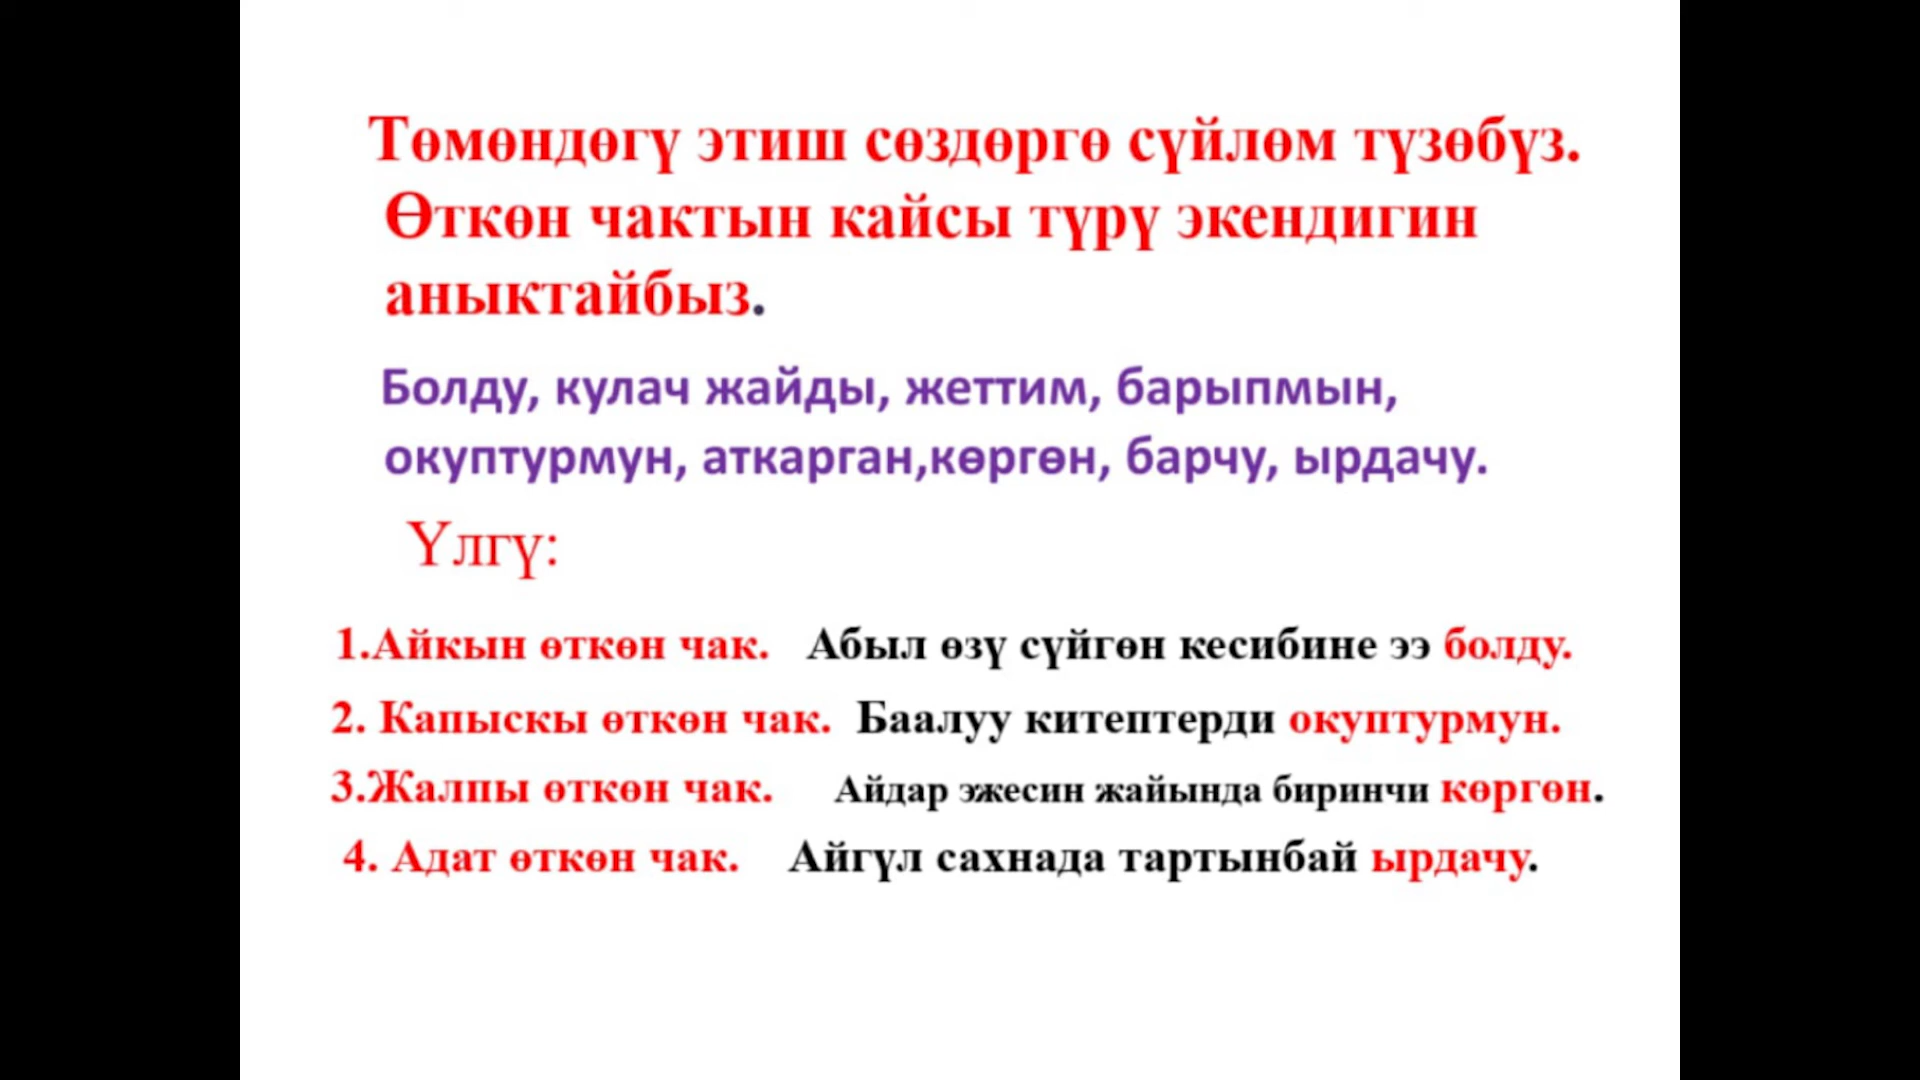 Төмөндөгү этиш сөздөргө сүйлөм түзөбүз.
Өткөн чактын кайсы түрү экендигин
аныктайбыз.
Болду, кулач жайды, жеттим, барыпмын,
окуптурмун, аткарган,көргөн, барчу, ырдачу.
Үлгү:
1.Айкын өткөн чак. Абыл өзү сүйгөн кесибине ээ болду.
2. Капыскы өткөн чак. Баалуу китептерди окуптурмун.
3.Жалпы өткөн чак. Айдар эжесин жайында биринчи көргөн.
4. Адат өткөн чак. Айгүл сахнада тартынбай ырдачу.